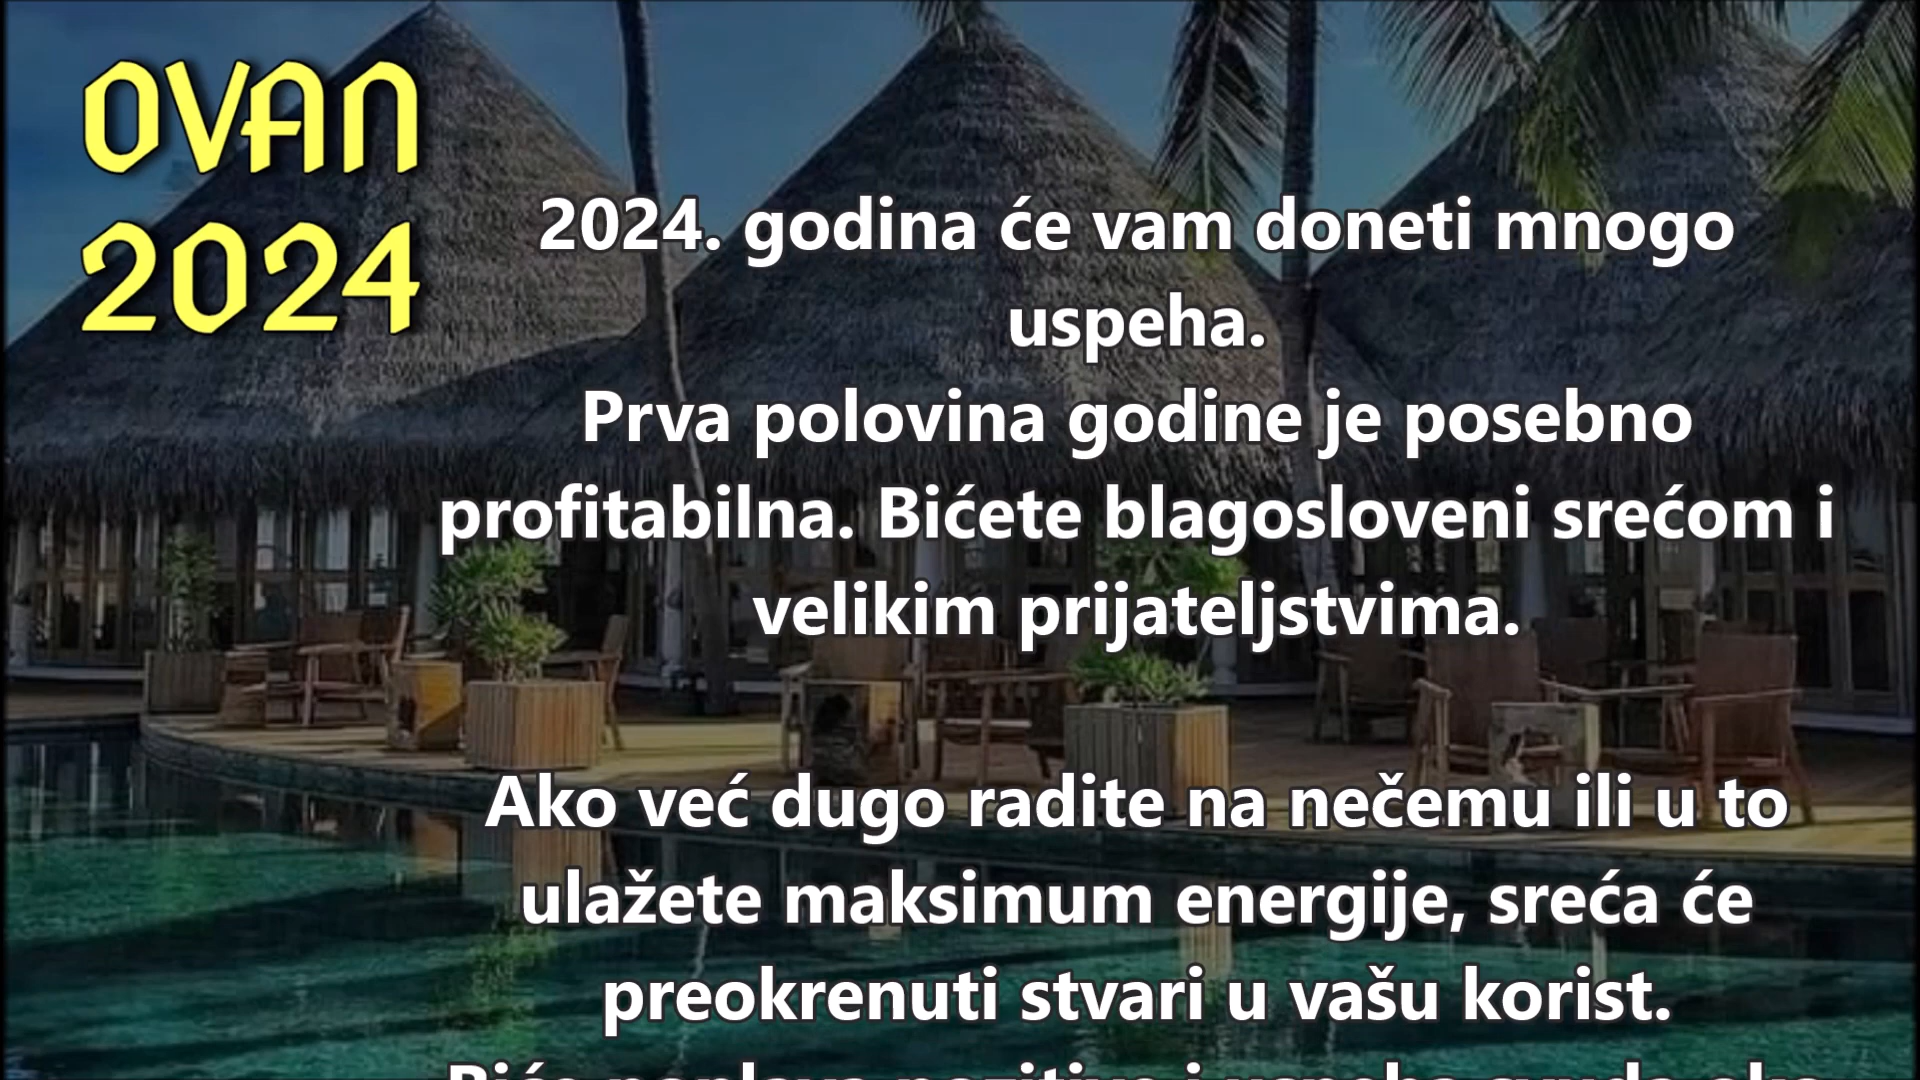 OVAN
2024
2024. godina će vam doneti mnogo
uspeha.
Prva polovina godine je posebno
profitabilna. Bićete blagosloveni srećom i
velikim prijateljstvima.
Ako već dugo radite na nečemu ili u to
ulažete maksimum energije, sreća će
preokrenuti stvari u vašu korist.